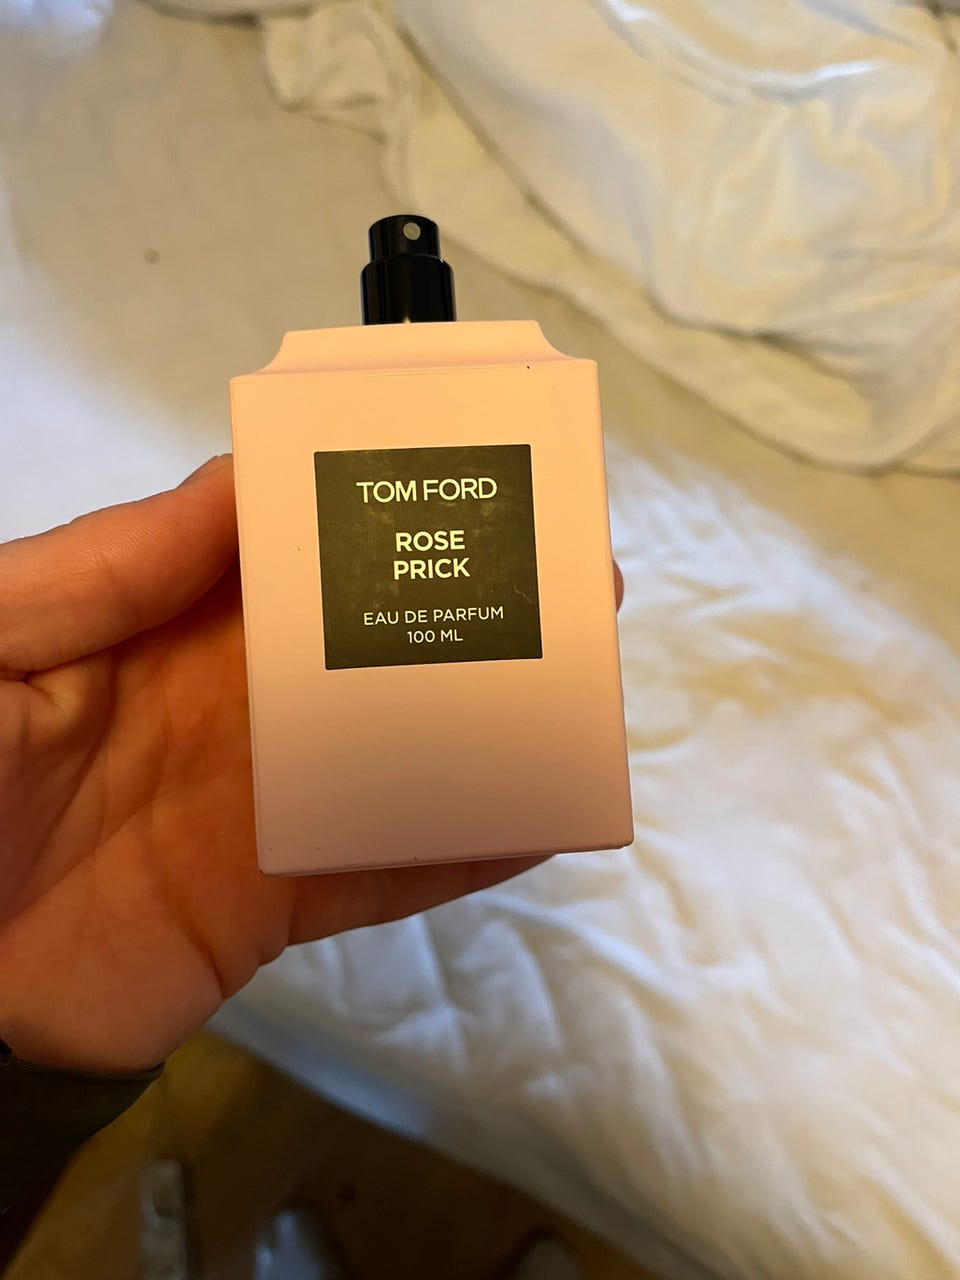 TOM FORD
ROSE
PRICK
EAU DE PARFUM
100 ML